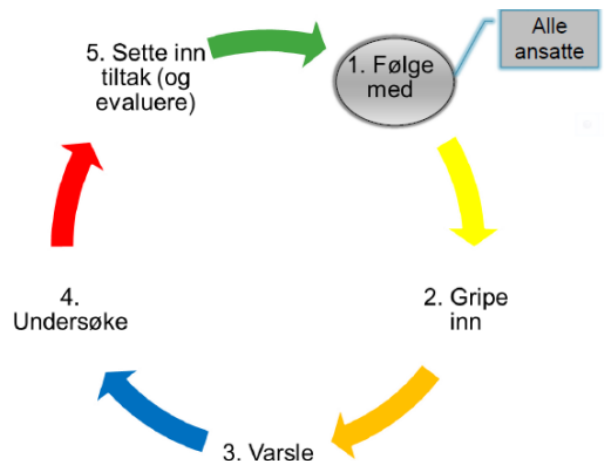 Alle
ansatte
1. Følge
med
2. Gripe
inn
3. Varsle
4.
Undersøke
5. Sette inn
tiltak (og
evaluere)